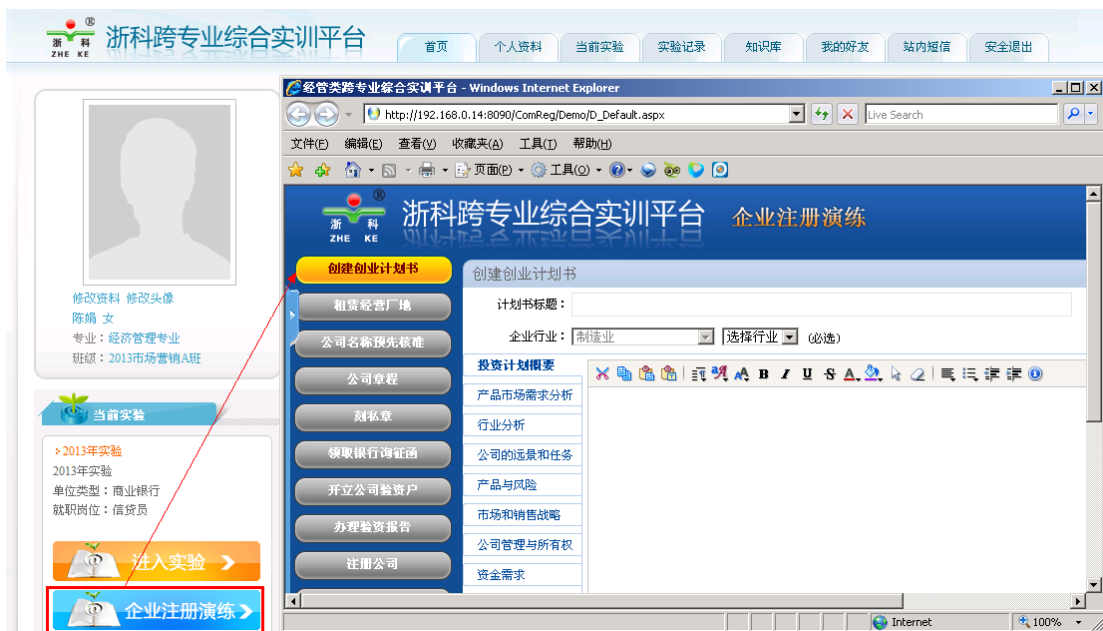 浙 科
ZHE KE
®
浙科跨专业综合实训平台
首页 个人资料 当前实验 实验记录 知识库 我的好友 站内短信 安全退出
修改资料 修改头像
陈娟 女
专业：经济管理专业
班级：2013市场营销A班
当前实验
>2013年实验
2013年实验
单位类型：商业银行
就职岗位：信贷员
进入实验
企业注册演练
经管类跨专业综合实训平台 - Windows Internet Explorer
http://192.168.0.14:8090/ComReg/Demo/D_Default.aspx
Live Search
文件(F) 编辑(E) 查看(V) 收藏夹(A) 工具(T) 帮助(H)
页面(P) 工具(O)
浙 科
ZHE KE
®
浙科跨专业综合实训平台 企业注册演练
创建创业计划书
租赁经营厂地
公司名称预先核准
公司章程
刻私章
领取银行询征函
开立公司验资户
办理验资报告
注册公司
创建创业计划书
计划书标题：
企业行业： 制造业 选择行业 (必选)
投资计划概要
产品市场需求分析
行业分析
公司的远景和任务
产品与风险
市场和销售战略
公司管理与所有权
资金需求
B I U S A
Internet 100%